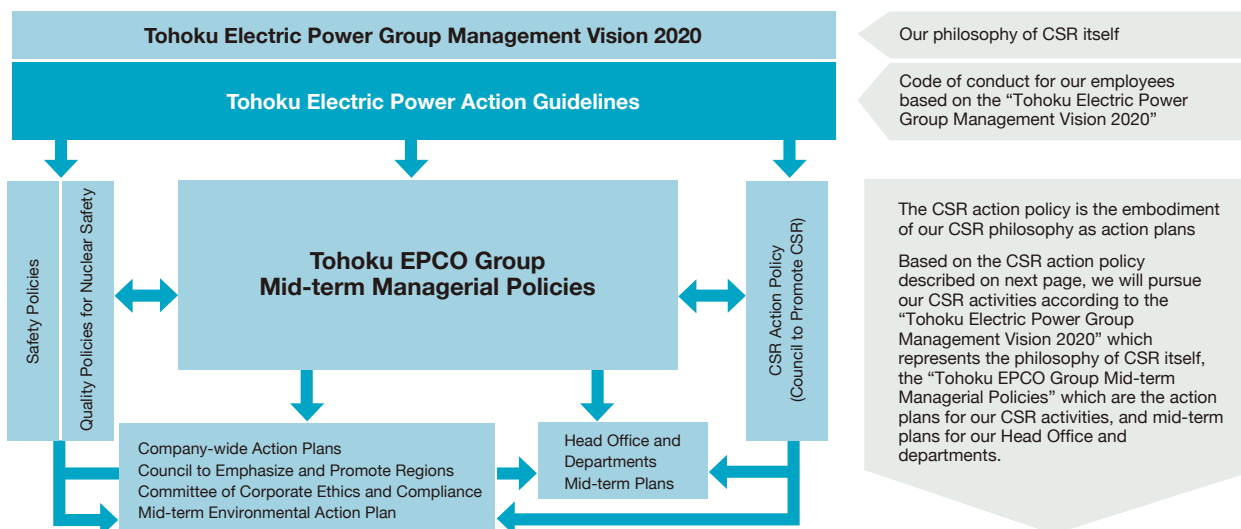 Tohoku Electric Power Group Management Vision 2020
Our philosophy of CSR itself
Tohoku Electric Power Action Guidelines
Code of conduct for our employees
based on the “Tohoku Electric Power
Group Management Vision 2020”
Safety Policies
Quality Policies for Nuclear Safety
Tohoku EPCO Group
Mid-term Managerial Policies
CSR Action Policy
(Council to Promote CSR)
The CSR action policy is the embodiment
of our CSR philosophy as action plans
Based on the CSR action policy
described on next page, we will pursue
our CSR activities according to the
“Tohoku Electric Power Group
Management Vision 2020” which
represents the philosophy of CSR itself,
the “Tohoku EPCO Group Mid-term
Managerial Policies” which are the action
plans for our CSR activities, and mid-term
plans for our Head Office and
departments.
Company-wide Action Plans
Council to Emphasize and Promote Regions
Committee of Corporate Ethics and Compliance
Mid-term Environmental Action Plan
Head Office and
Departments
Mid-term Plans